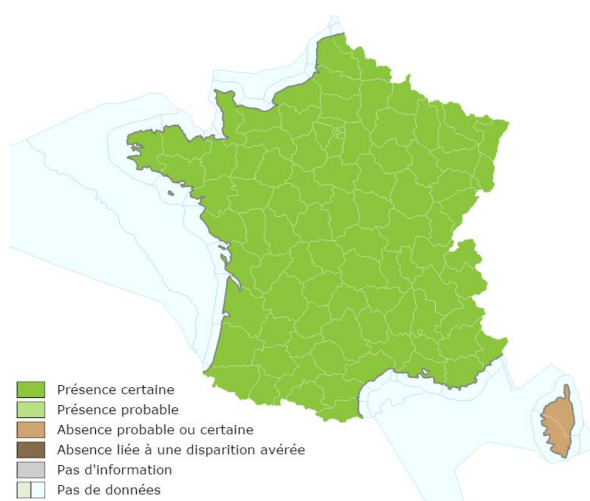 Présence certaine
Présence probable
Absence probable ou certaine
Absence liée à une disparition avérée
Pas d'information
Pas de données